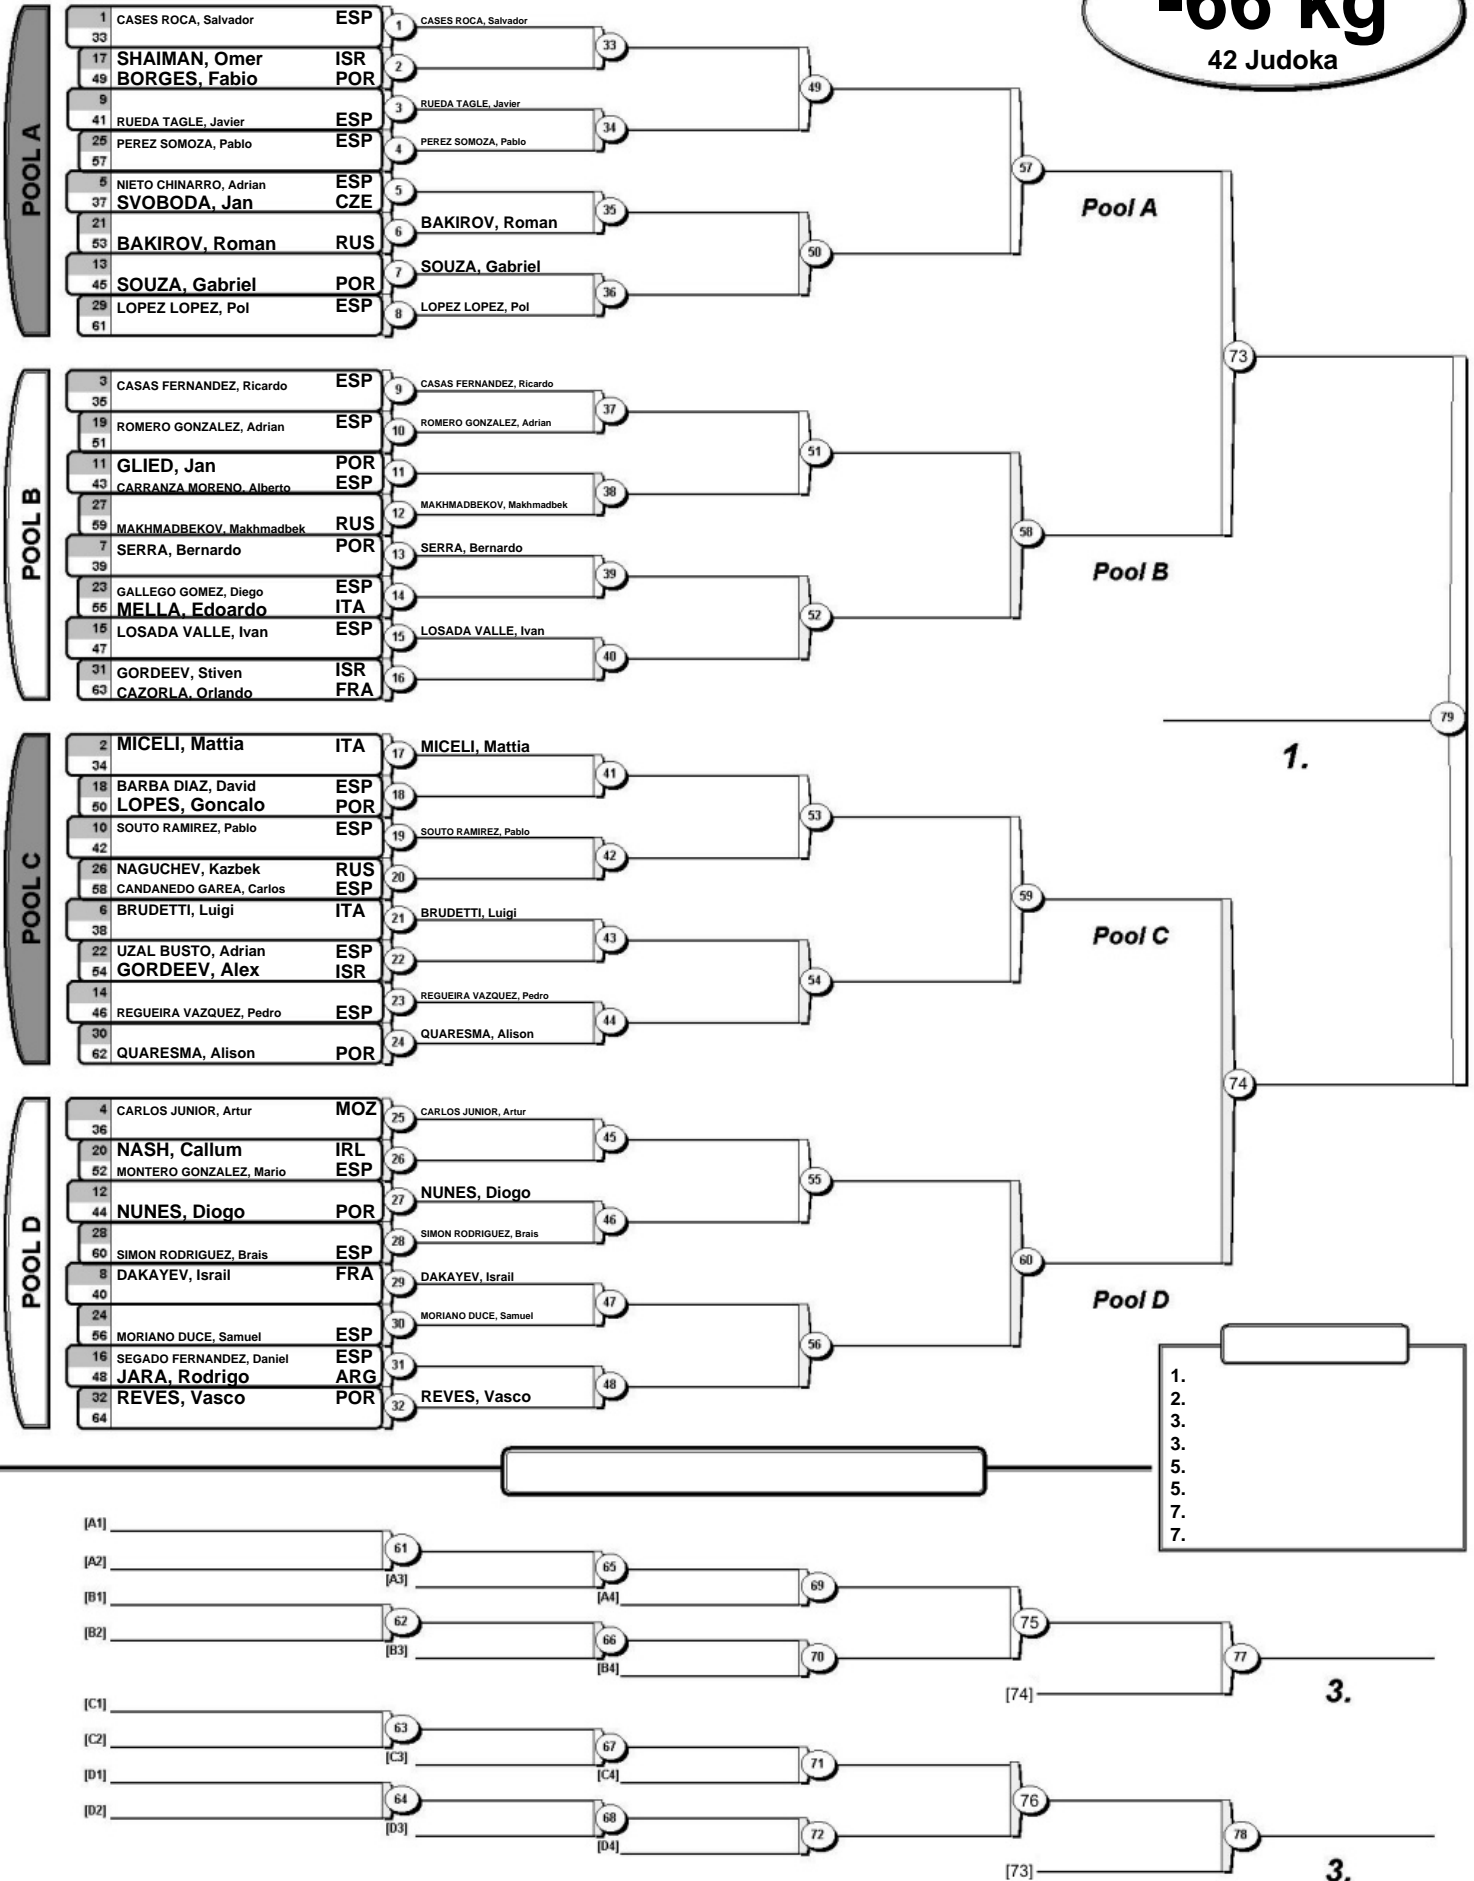 -66 kg
42 Judoka
POOL A
1 CASES ROCA, Salvador ESP
33
17 SHAIMAN, Omer ISR
49 BORGES, Fabio POR
9
41 RUEDA TAGLE, Javier ESP
25 PEREZ SOMOZA, Pablo ESP
57
5 NIETO CHINARRO, Adrian ESP
37 SVOBODA, Jan CZE
21
53 BAKIROV, Roman RUS
13
45 SOUZA, Gabriel POR
29 LOPEZ LOPEZ, Pol ESP
61
1 CASES ROCA, Salvador
2
3 RUEDA TAGLE, Javier
4 PEREZ SOMOZA, Pablo
5
6 BAKIROV, Roman
7 SOUZA, Gabriel
8 LOPEZ LOPEZ, Pol
33
34
35
36
49
50
57
Pool A
POOL B
3 CASAS FERNANDEZ, Ricardo ESP
35
19 ROMERO GONZALEZ, Adrian ESP
51
11 GLIED, Jan POR
43 CARRANZA MORENO, Alberto ESP
27
59 MAKHMADBEKOV, Makhmadbek RUS
7 SERRA, Bernardo POR
39
23 GALLEGO GOMEZ, Diego ESP
55 MELLA, Edoardo ITA
15 LOSADA VALLE, Ivan ESP
47
31 GORDEEV, Stiven ISR
63 CAZORLA, Orlando FRA
9 CASAS FERNANDEZ, Ricardo
10 ROMERO GONZALEZ, Adrian
11
12 MAKHMADBEKOV, Makhmadbek
13 SERRA, Bernardo
14
15 LOSADA VALLE, Ivan
16
37
38
39
40
51
52
58
Pool B
73
POOL C
2 MICELI, Mattia ITA
34
18 BARBA DIAZ, David ESP
50 LOPES, Goncalo POR
10 SOUTO RAMIREZ, Pablo ESP
42
26 NAGUCHEV, Kazbek RUS
58 CANDANEDO GAREA, Carlos ESP
6 BRUDETTI, Luigi ITA
38
22 UZAL BUSTO, Adrian ESP
54 GORDEEV, Alex ISR
14
46 REGUEIRA VAZQUEZ, Pedro ESP
30
62 QUARESMA, Alison POR
17 MICELI, Mattia
18
19 SOUTO RAMIREZ, Pablo
20
21 BRUDETTI, Luigi
22
23 REGUEIRA VAZQUEZ, Pedro
24 QUARESMA, Alison
41
42
43
44
53
54
59
Pool C
79
1.
POOL D
4 CARLOS JUNIOR, Artur MOZ
36
20 NASH, Callum IRL
52 MONTERO GONZALEZ, Mario ESP
12
44 NUNES, Diogo POR
28
60 SIMON RODRIGUEZ, Brais ESP
8 DAKAYEV, Israil FRA
40
24
56 MORIANO DUCE, Samuel ESP
16 SEGADO FERNANDEZ, Daniel ESP
48 JARA, Rodrigo ARG
32 REVES, Vasco POR
64
25 CARLOS JUNIOR, Artur
26
27 NUNES, Diogo
28 SIMON RODRIGUEZ, Brais
29 DAKAYEV, Israil
30 MORIANO DUCE, Samuel
31
32 REVES, Vasco
45
46
47
48
55
56
60
Pool D
74
1.
2.
3.
3.
5.
5.
7.
7.
[A1]
[A2]
61
[A3]
65
[A4]
69
[B1]
[B2]
62
[B3]
66
[B4]
70
75
[74]
77
3.
[C1]
[C2]
63
[C3]
67
[C4]
71
[D1]
[D2]
64
[D3]
68
[D4]
72
76
[73]
78
3.